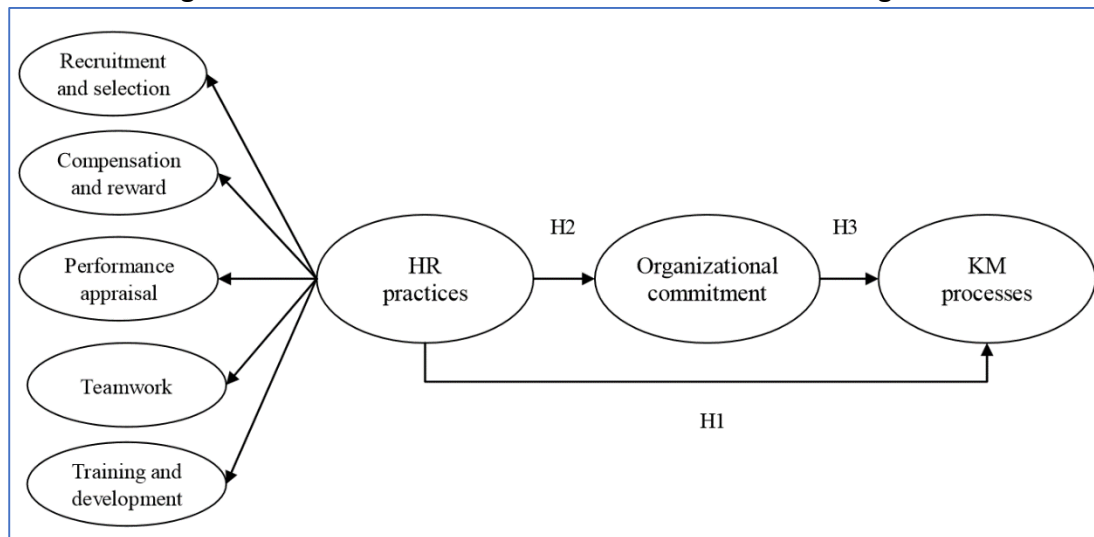 Recruitment
and selection
Compensation
and reward
Performance
appraisal
Teamwork
Training and
development
HR
practices
H2
Organizational
commitment
H3
KM
processes
H1